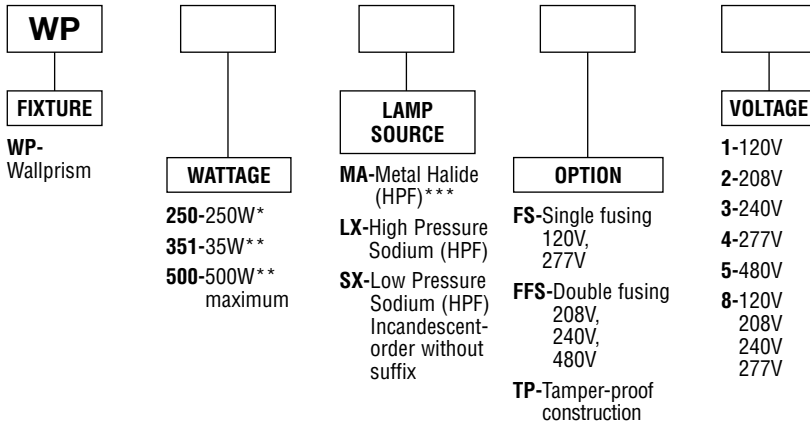 WP
FIXTURE
WP-
Wallprism
WATTAGE
250-250W*
351-35W**
500-500W**
maximum
LAMP
SOURCE
MA-Metal Halide
(HPF)***
LX-High Pressure
Sodium (HPF)
SX-Low Pressure
Sodium (HPF)
Incandescent-
order without
suffix
OPTION
FS-Single fusing
120V,
277V
FFS-Double fusing
208V,
240V,
480V
TP-Tamper-proof
construction
VOLTAGE
1-120V
2-208V
3-240V
4-277V
5-480V
8-120V
208V
240V
277V